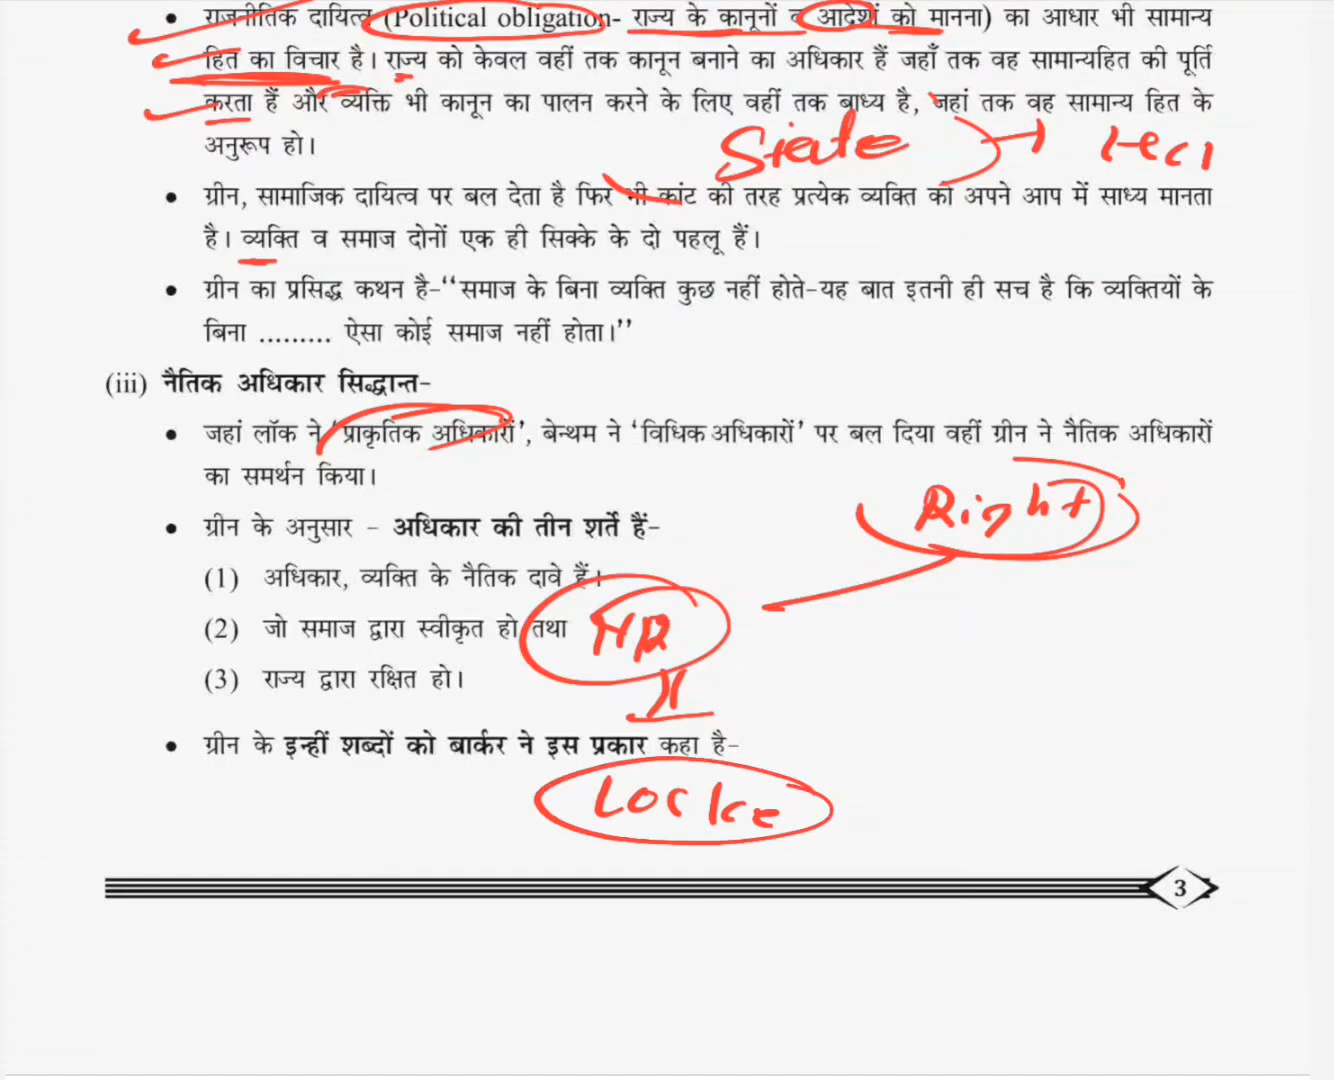 • राजनीतिक दायित्व (Political obligation- राज्य के कानूनों व आदेशों को मानना) का आधार भी सामान्य
हित का विचार है। राज्य को केवल वहीं तक कानून बनाने का अधिकार हैं जहाँ तक वह सामान्यहित की पूर्ति
करता हैं और व्यक्ति भी कानून का पालन करने के लिए वहीं तक बाध्य है, जहां तक वह सामान्य हित के
अनुरूप हो।
State
• ग्रीन, सामाजिक दायित्व पर बल देता है फिर भी कांट की तरह प्रत्येक व्यक्ति को अपने आप में साध्य मानता
है। व्यक्ति व समाज दोनों एक ही सिक्के के दो पहलू हैं।
• ग्रीन का प्रसिद्ध कथन है-‘‘समाज के बिना व्यक्ति कुछ नहीं होते-यह बात इतनी ही सच है कि व्यक्तियों के
बिना ......... ऐसा कोई समाज नहीं होता।’’
(iii) नैतिक अधिकार सिद्धान्त-
• जहां लॉक ने ‘प्राकृतिक अधिकारों’, बेन्थम ने ‘विधिक अधिकारों’ पर बल दिया वहीं ग्रीन ने नैतिक अधिकारों
का समर्थन किया।
Right
• ग्रीन के अनुसार - अधिकार की तीन शर्ते हैं-
(1) अधिकार, व्यक्ति के नैतिक दावे हैं।
(2) जो समाज द्वारा स्वीकृत हो तथा
NR
(3) राज्य द्वारा रक्षित हो।
• ग्रीन के इन्हीं शब्दों को बार्कर ने इस प्रकार कहा है-
Locke
3